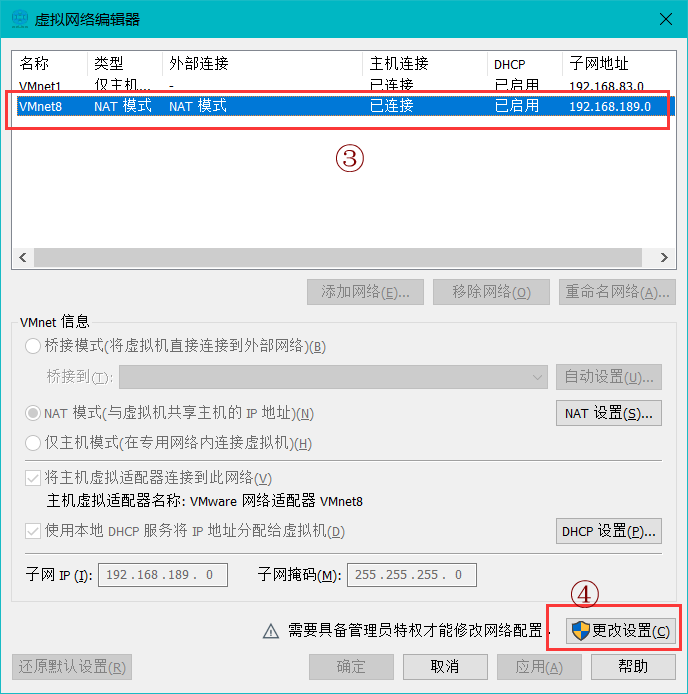 虚拟网络编辑器
名称 类型 外部连接 主机连接 DHCP 子网地址
VMnet1 仅主机... - 已连接 已启用 192.168.83.0
VMnet8 NAT 模式 NAT 模式 已连接 已启用 192.168.189.0
③
添加网络(E)... 移除网络(O) 重命名网络(A)...
VMnet 信息
桥接模式(将虚拟机直接连接到外部网络)(B)
桥接到(T): 自动设置(U)...
NAT 模式(与虚拟机共享主机的 IP 地址)(N) NAT 设置(S)...
仅主机模式(在专用网络内连接虚拟机)(H)
将主机虚拟适配器连接到此网络(V)
主机虚拟适配器名称: VMware 网络适配器 VMnet8
使用本地 DHCP 服务将 IP 地址分配给虚拟机(D) DHCP 设置(P)...
子网 IP (I): 192 . 168 . 189 . 0 子网掩码(M): 255 . 255 . 255 . 0
④
需要具备管理员特权才能修改网络配置。 更改设置(C)
还原默认设置(R) 确定 取消 应用(A) 帮助